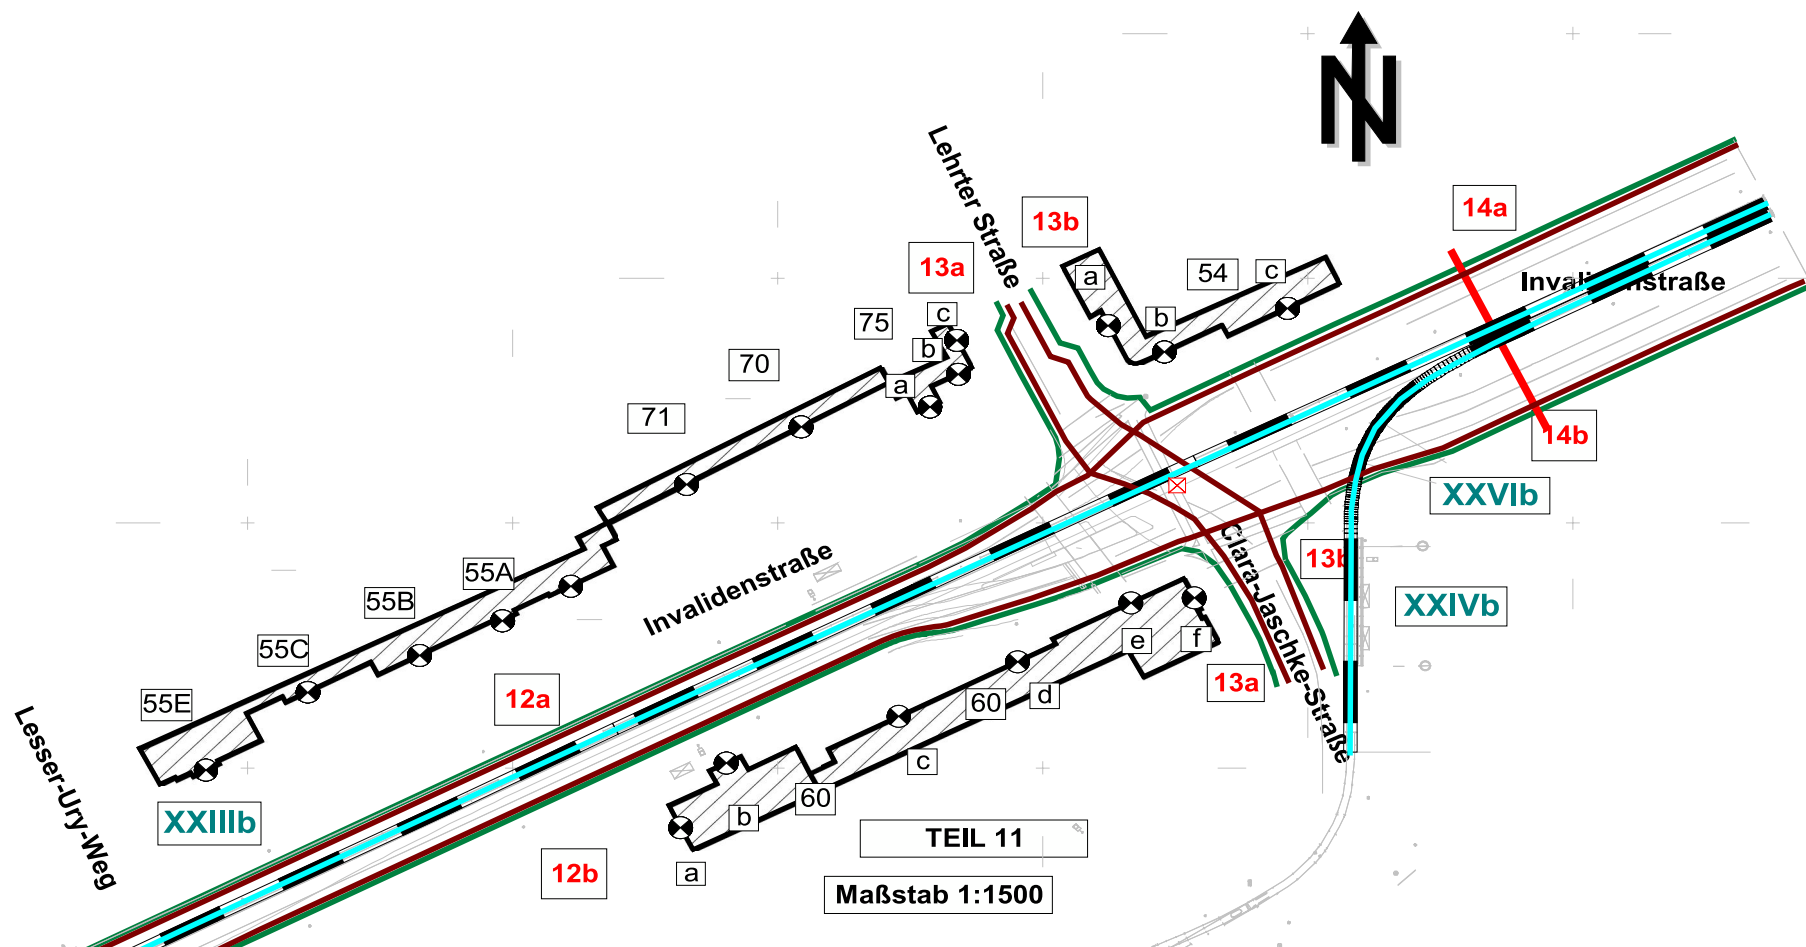 N
Lehrter Straße
13b
14a
13a
a
54
c
Invalidenstraße
c
75
b
b
70
a
71
14b
XXVIb
Clara-Jaschke-Straße
13b
Invalidenstraße
55A
55B
XXIVb
55C
e
f
13a
55E
12a
60
d
Lesser-Ury-Weg
c
60
b
XXIIIb
TEIL 11
12b
a
Maßstab 1:1500